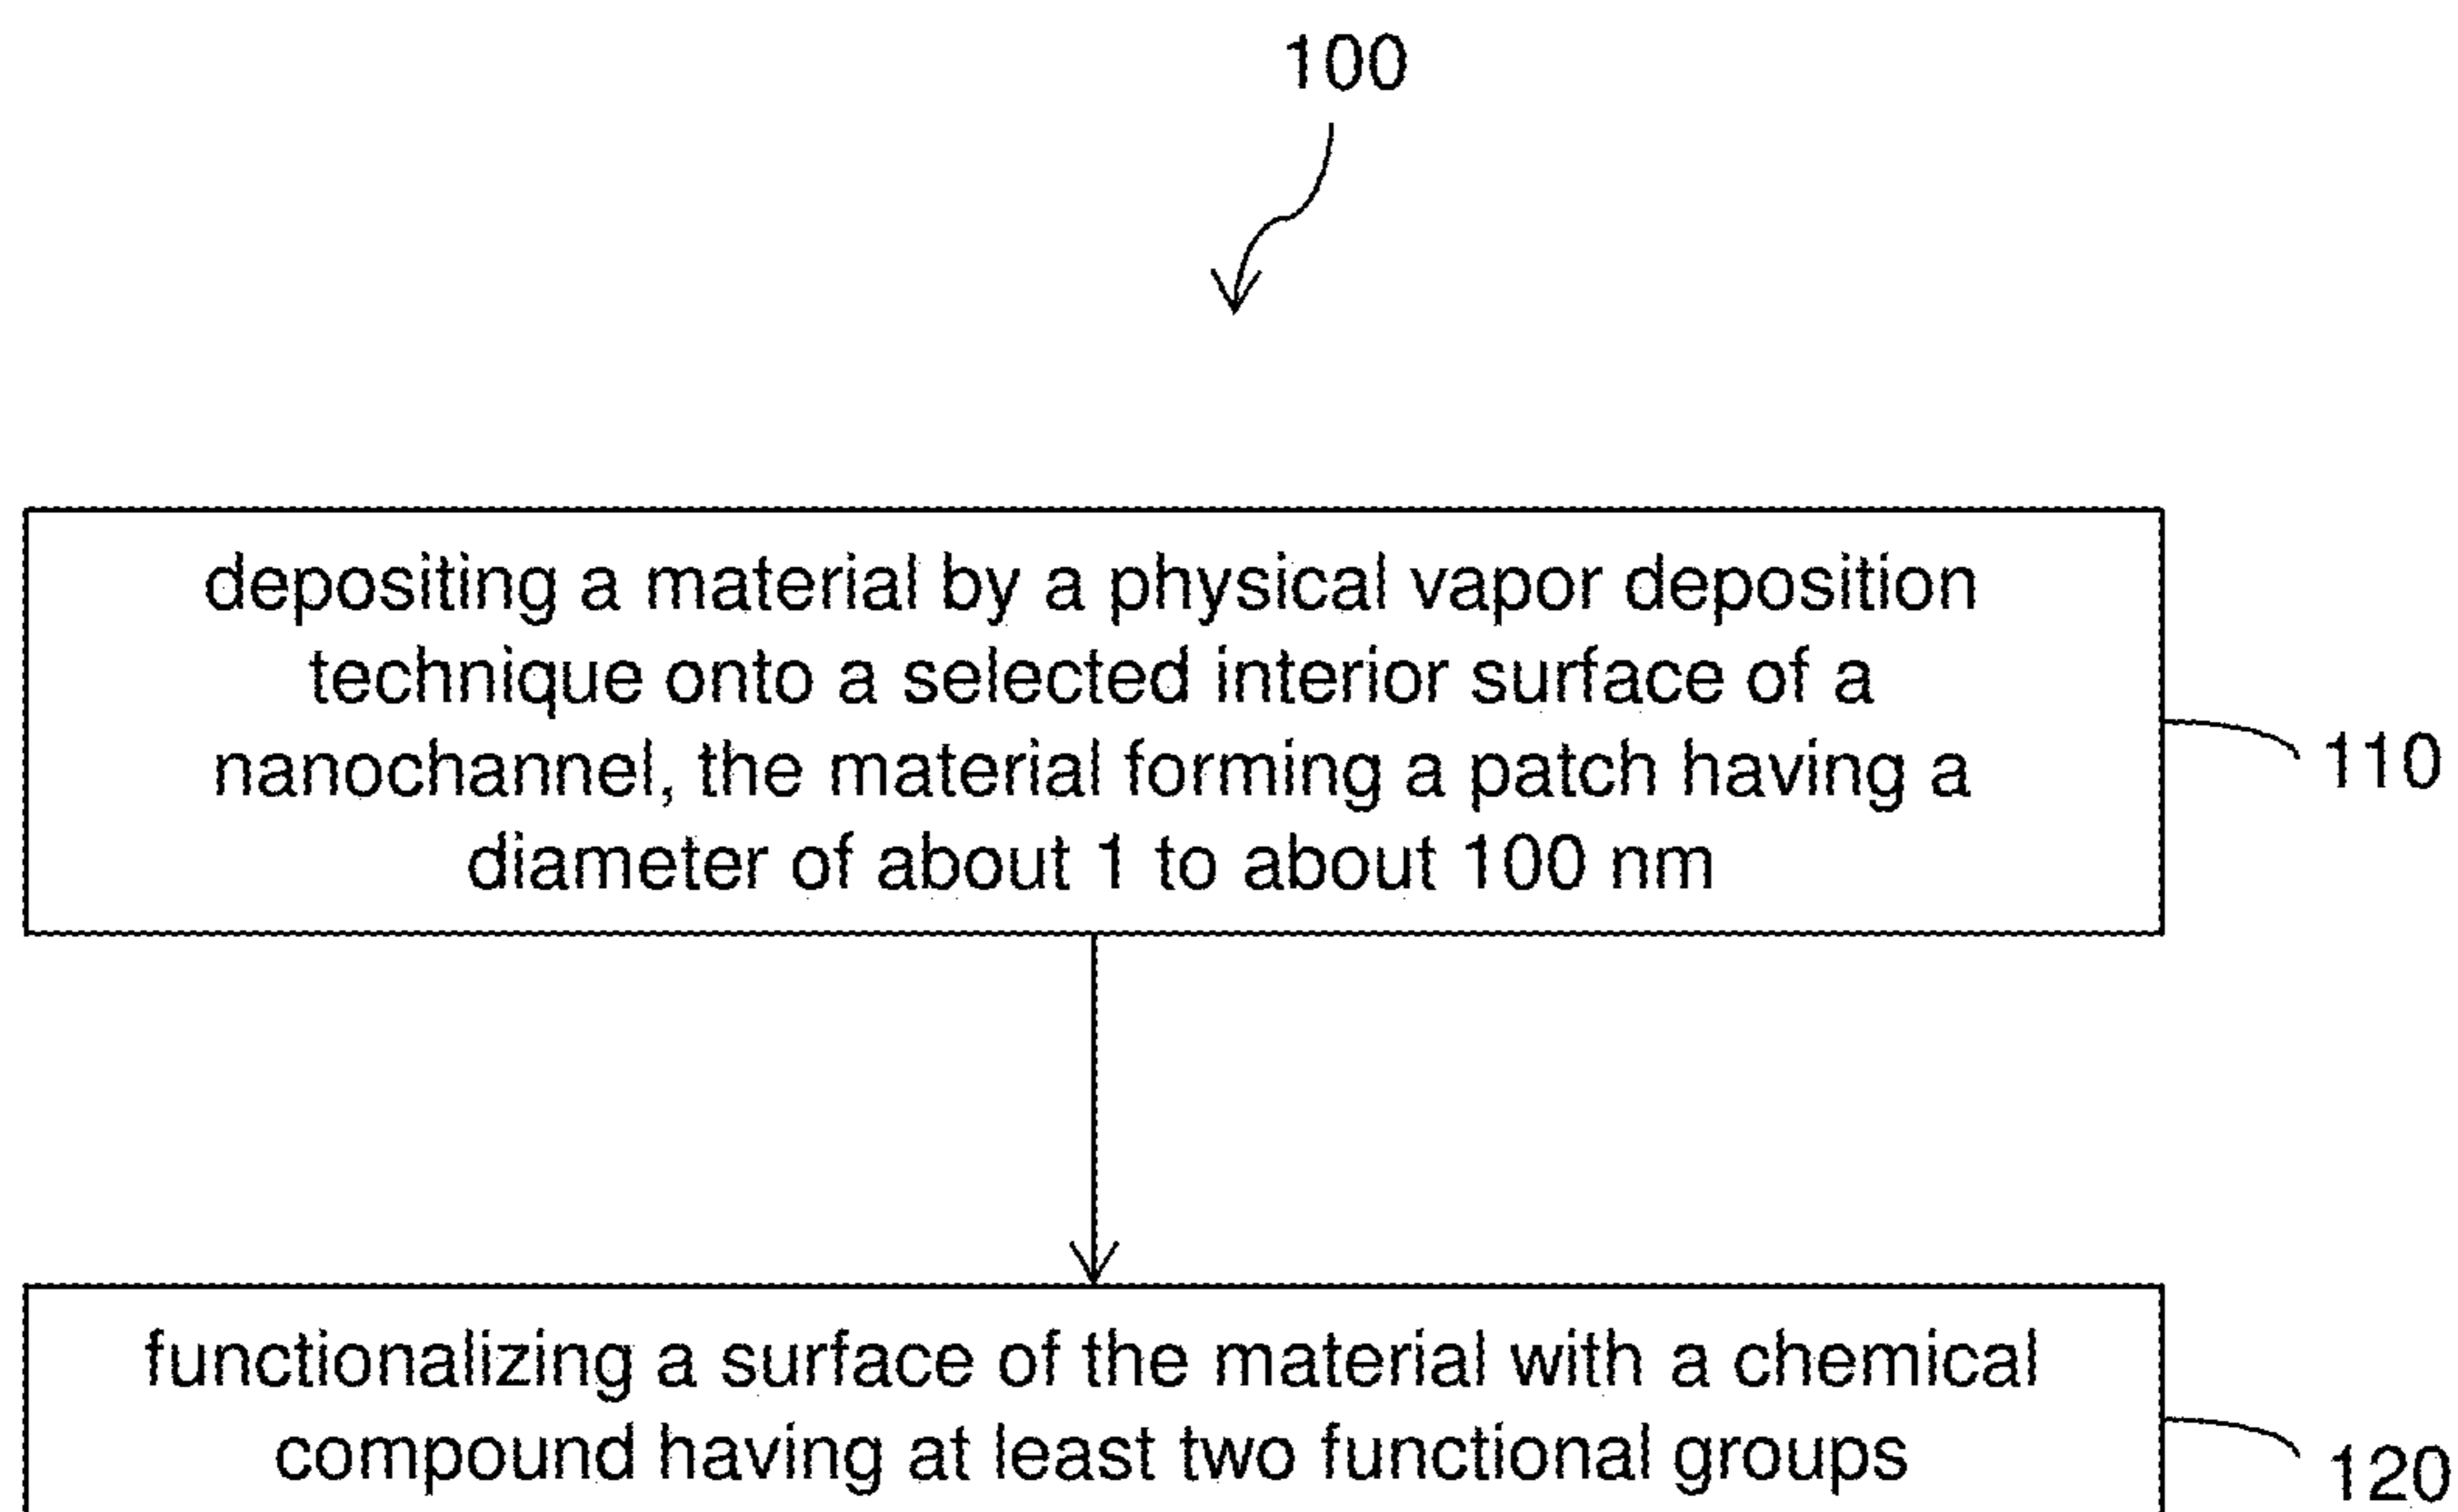 100
depositing a material by a physical vapor deposition
technique onto a selected interior surface of a
nanochannel, the material forming a patch having a
diameter of about 1 to about 100 nm
110
functionalizing a surface of the material with a chemical
compound having at least two functional groups
120